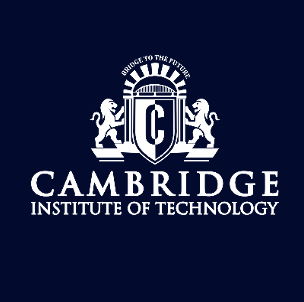 BRIDGE TO THE FUTURE
C
CAMBRIDGE
INSTITUTE OF TECHNOLOGY